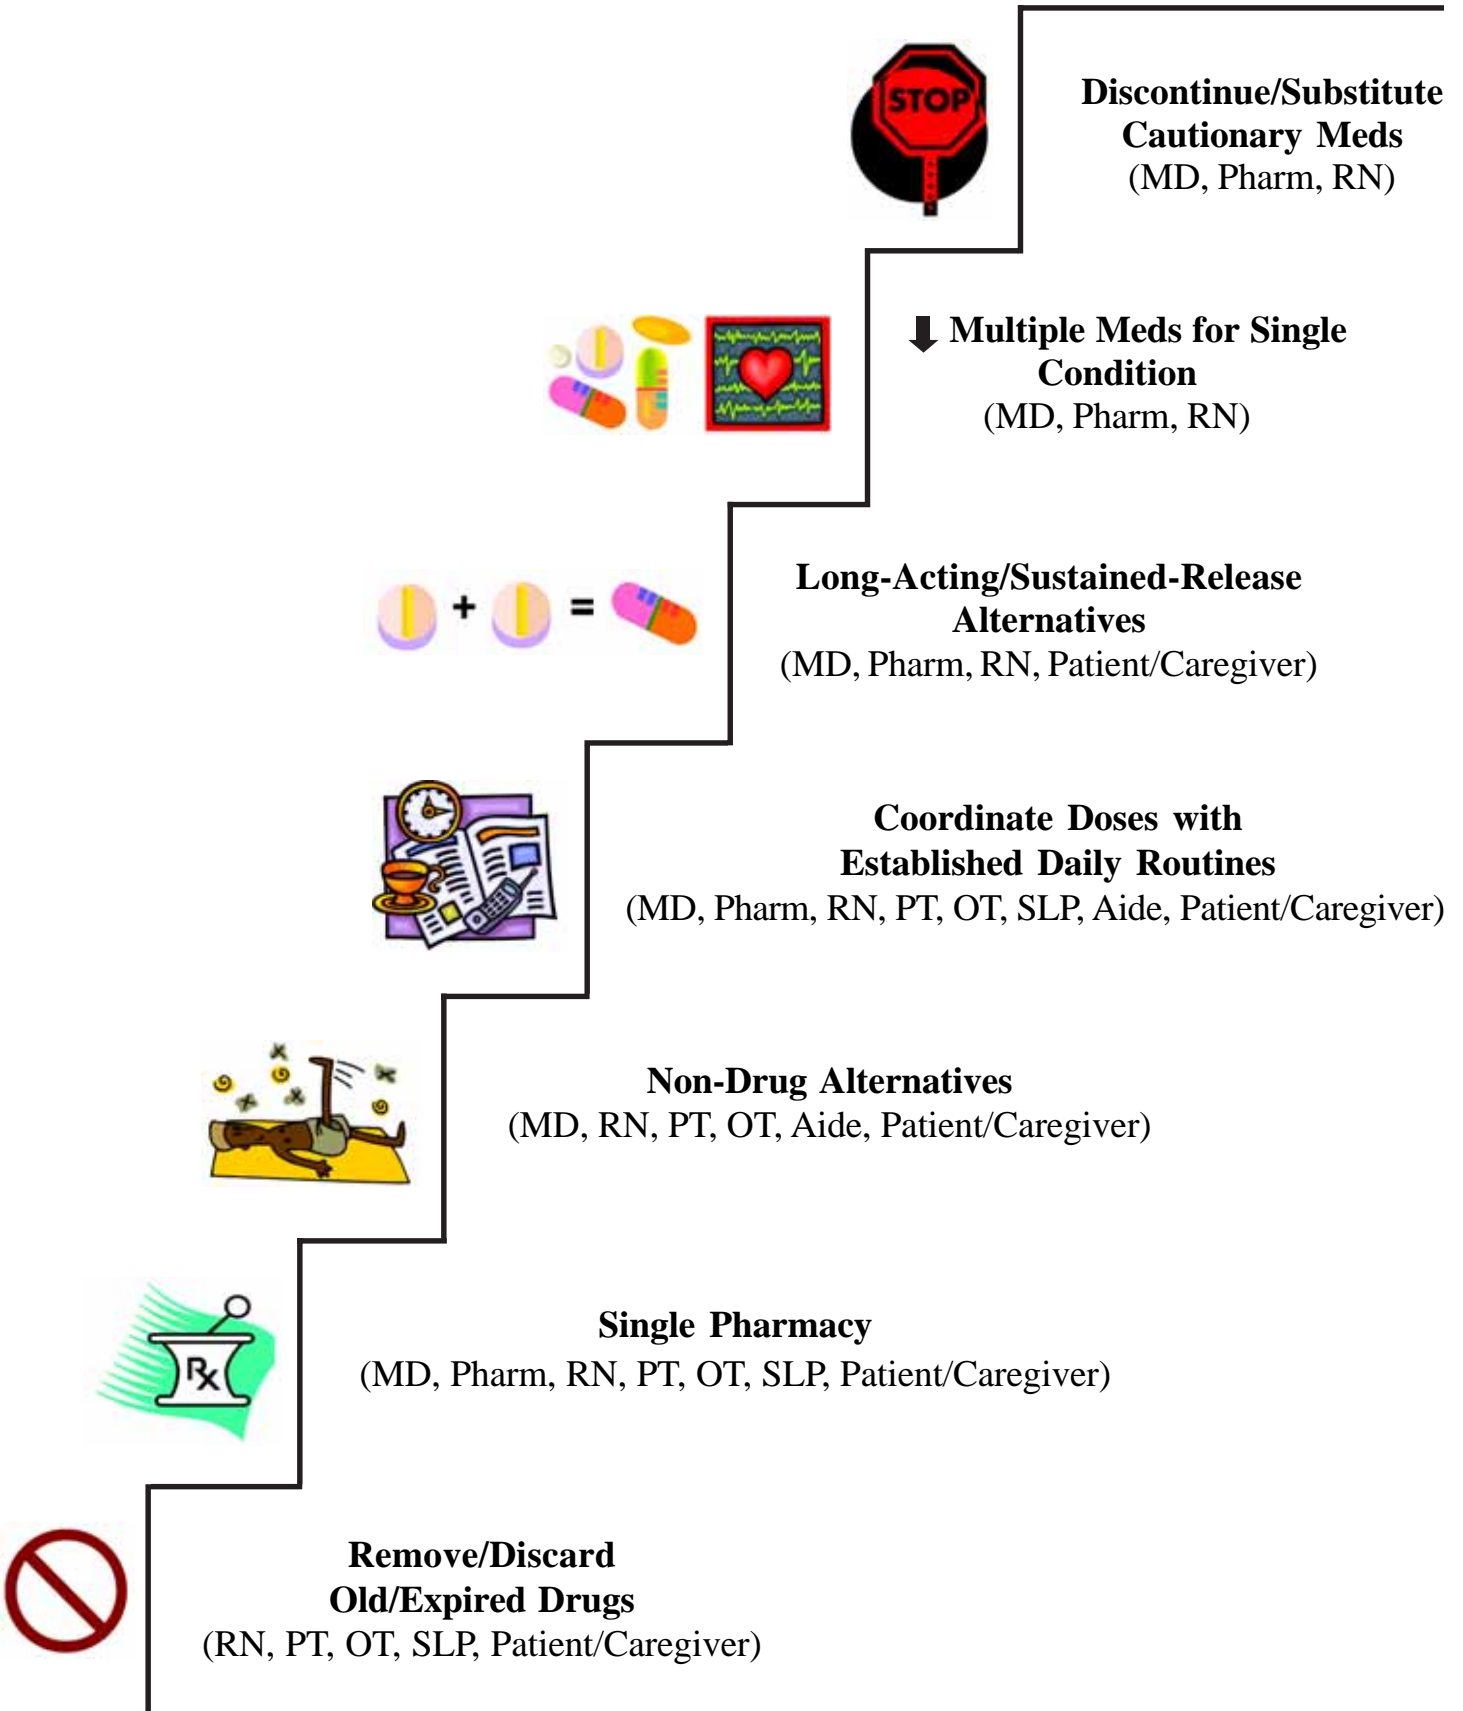 STOP
Discontinue/Substitute
Cautionary Meds
(MD, Pharm, RN)
Multiple Meds for Single
Condition
(MD, Pharm, RN)
+ =
Long-Acting/Sustained-Release
Alternatives
(MD, Pharm, RN, Patient/Caregiver)
Coordinate Doses with
Established Daily Routines
(MD, Pharm, RN, PT, OT, SLP, Aide, Patient/Caregiver)
Non-Drug Alternatives
(MD, RN, PT, OT, Aide, Patient/Caregiver)
Rx
Single Pharmacy
(MD, Pharm, RN, PT, OT, SLP, Patient/Caregiver)
Remove/Discard
Old/Expired Drugs
(RN, PT, OT, SLP, Patient/Caregiver)